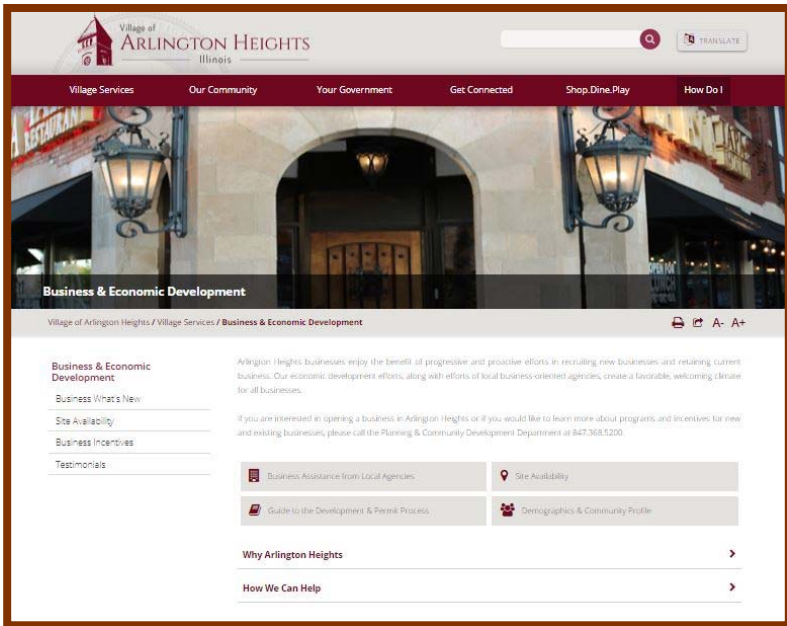 Village of
ARLINGTON HEIGHTS
Illinois
TRANSLATE
Village Services
Our Community
Your Government
Get Connected
Shop.Dine.Play
How Do I
RESTAURANT
OPEN FOR
LUNCH
Business & Economic Development
Village of Arlington Heights / Village Services / Business & Economic Development
A- A+
Business & Economic
Development
Business What's New
Site Availability
Business Incentives
Testimonials
Arlington Heights businesses enjoy the benefit of progressive and proactive efforts in recruiting new businesses and retaining current
business. Our economic development efforts, along with efforts of local business-oriented agencies, create a favorable, welcoming climate
for all businesses.
If you are interested in opening a business in Arlington Heights or if you would like to learn more about programs and incentives for new
and existing businesses, please call the Planning & Community Development Department at 847.368.5200.
Business Assistance from Local Agencies
Site Availability
Guide to the Development & Permit Process
Demographics & Community Profile
Why Arlington Heights
How We Can Help